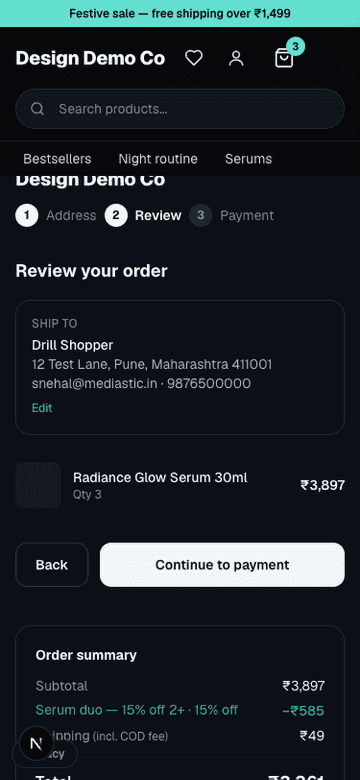 Festive sale — free shipping over ₹1,499
Design Demo Co
3
Search products...
Bestsellers Night routine Serums
Design Demo Co
1 Address 2 Review 3 Payment
Review your order
SHIP TO
Drill Shopper
12 Test Lane, Pune, Maharashtra 411001
snehal@mediastic.in · 9876500000
Edit
Radiance Glow Serum 30ml
Qty 3
₹3,897
Back Continue to payment
Order summary
Subtotal ₹3,897
Serum duo — 15% off 2+ · 15% off −₹585
(incl. COD fee) ₹49
N
Total